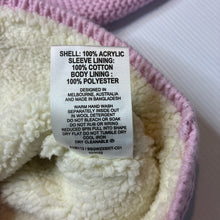 SHELL: 100% ACRYLIC
SLEEVE LINING:
100% COTTON
BODY LINING:
100% POLYESTER
DESIGNED IN
MELBOURNE, AUSTRALIA
AND MADE IN BANGLADESH
WARM HAND WASH
SEPARATELY INSIDE OUT
IN WOOL DETERGENT
DO NOT BLEACH OR SOAK
DO NOT RUB OR WRING
REDUCED SPIN PULL INTO SHAPE
DRY FLAT DO NOT TUMBLE DRY
COOL IRON
DRY CLEANABLE